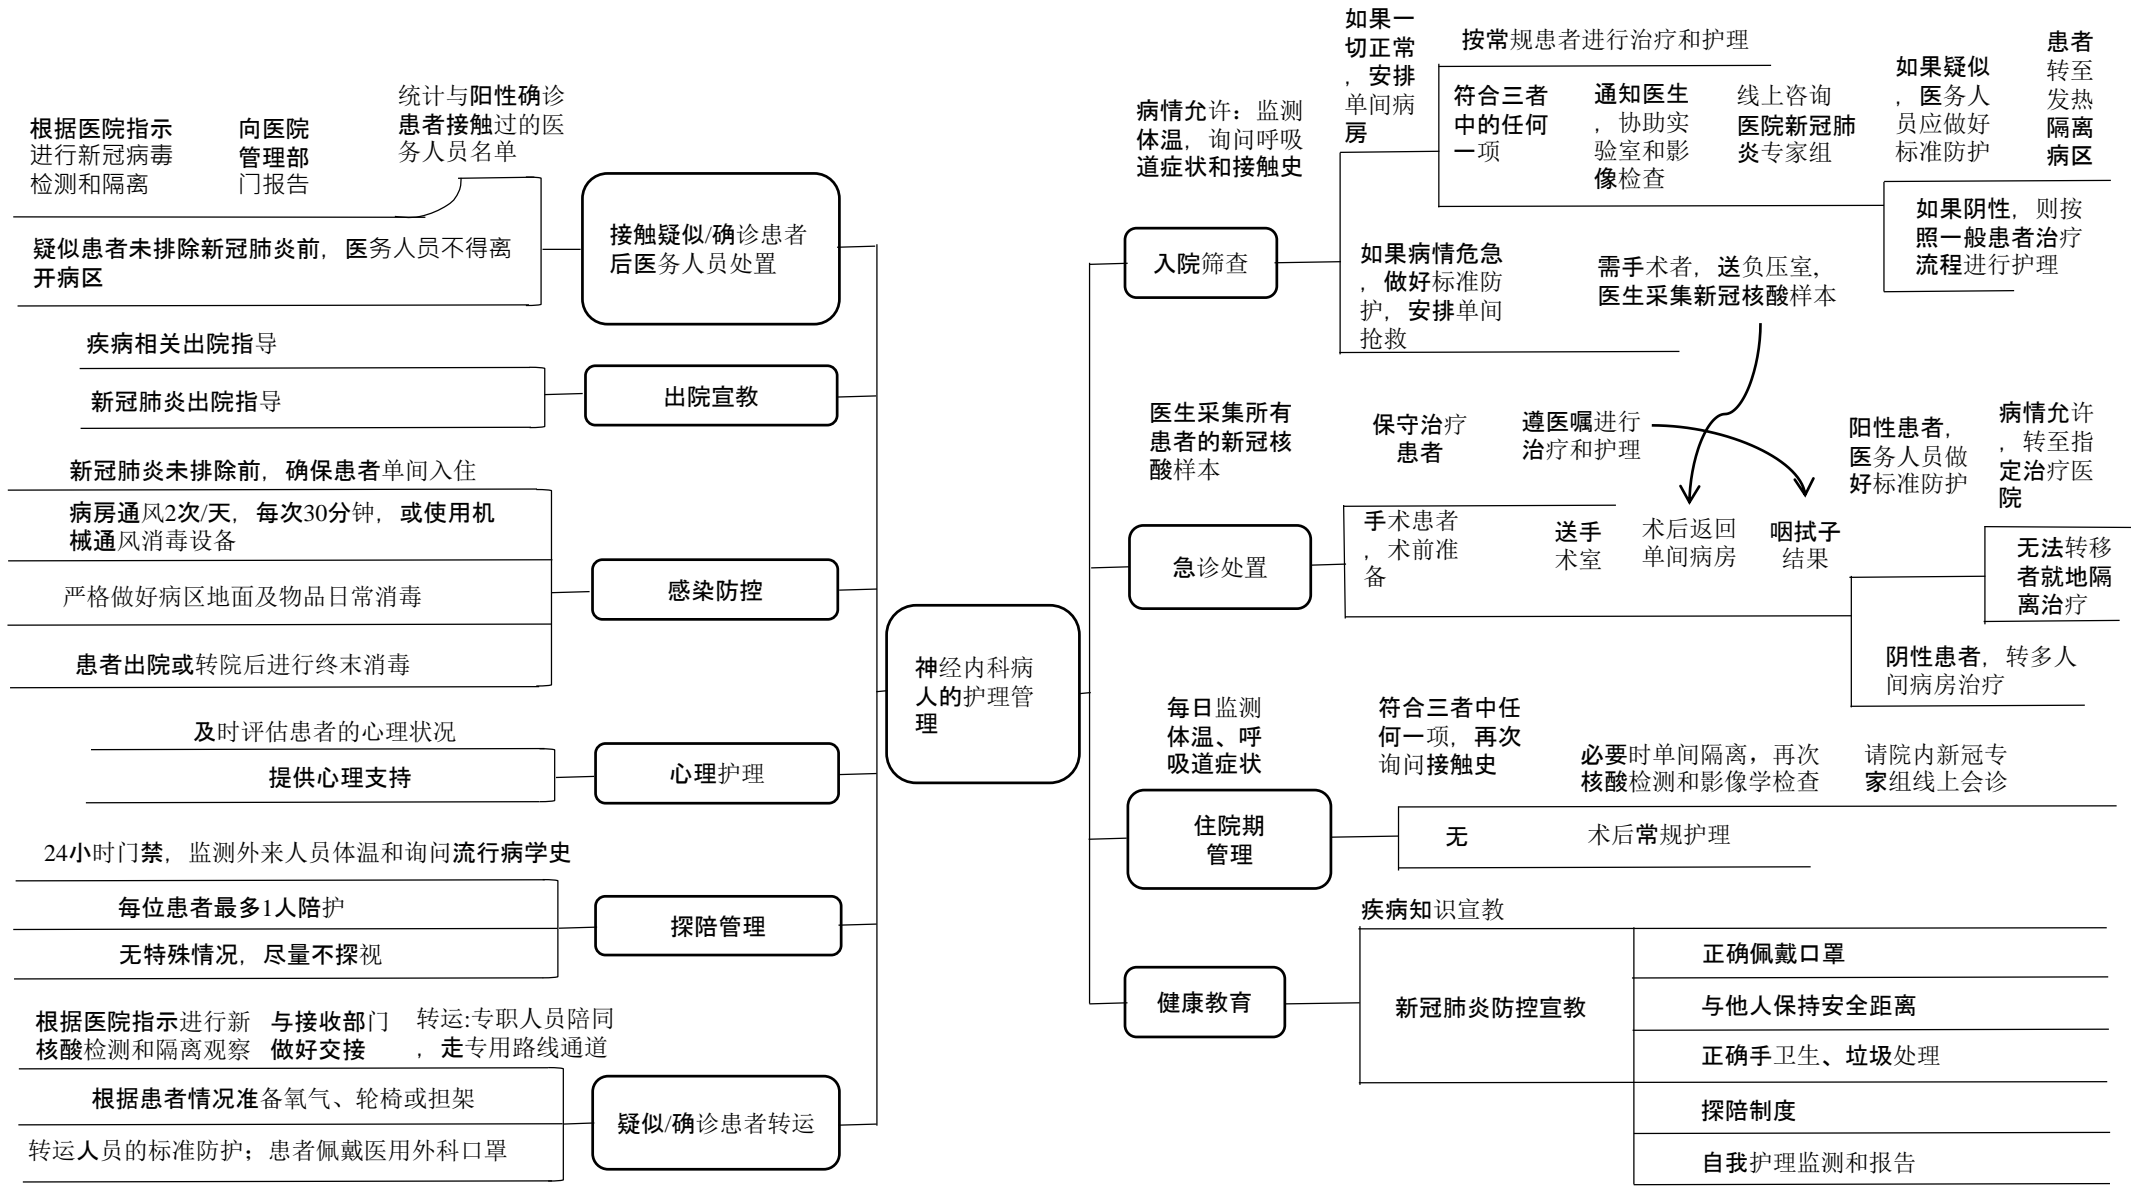 统计与阳性确诊
患者接触过的医
务人员名单
向医院
管理部
门报告
根据医院指示
进行新冠病毒
检测和隔离
疑似患者未排除新冠肺炎前，医务人员不得离
开病区
接触疑似/确诊患者
后医务人员处置
疾病相关出院指导
新冠肺炎出院指导
出院宣教
新冠肺炎未排除前，确保患者单间入住
病房通风2次/天，每次30分钟，或使用机
械通风消毒设备
严格做好病区地面及物品日常消毒
患者出院或转院后进行终末消毒
感染防控
及时评估患者的心理状况
提供心理支持
心理护理
24小时门禁，监测外来人员体温和询问流行病学史
每位患者最多1人陪护
无特殊情况，尽量不探视
探陪管理
根据医院指示进行新
核酸检测和隔离观察
与接收部门
做好交接
转运:专职人员陪同
，走专用路线通道
根据患者情况准备氧气、轮椅或担架
转运人员的标准防护；患者佩戴医用外科口罩
疑似/确诊患者转运
神经内科病
人的护理管
理
入院筛查
病情允许：监测
体温，询问呼吸
道症状和接触史
如果一
切正常
，安排
单间病
房
按常规患者进行治疗和护理
符合三者
中的任何
一项
通知医生
，协助实
验室和影
像检查
线上咨询
医院新冠肺
炎专家组
如果疑似
，医务人
员应做好
标准防护
患者
转至
发热
隔离
病区
如果阴性，则按
照一般患者治疗
流程进行护理
如果病情危急
，做好标准防
护，安排单间
抢救
需手术者，送负压室，
医生采集新冠核酸样本
急诊处置
医生采集所有
患者的新冠核
酸样本
保守治疗
患者
遵医嘱进行
治疗和护理
手术患者
，术前准
备
送手
术室
术后返回
单间病房
咽拭子
结果
阳性患者，
医务人员做
好标准防护
病情允许
，转至指
定治疗医
院
无法转移
者就地隔
离治疗
阴性患者，转多人
间病房治疗
住院期
管理
每日监测
体温、呼
吸道症状
符合三者中任
何一项，再次
询问接触史
必要时单间隔离，再次
核酸检测和影像学检查
请院内新冠专
家组线上会诊
无
术后常规护理
健康教育
疾病知识宣教
新冠肺炎防控宣教
正确佩戴口罩
与他人保持安全距离
正确手卫生、垃圾处理
探陪制度
自我护理监测和报告